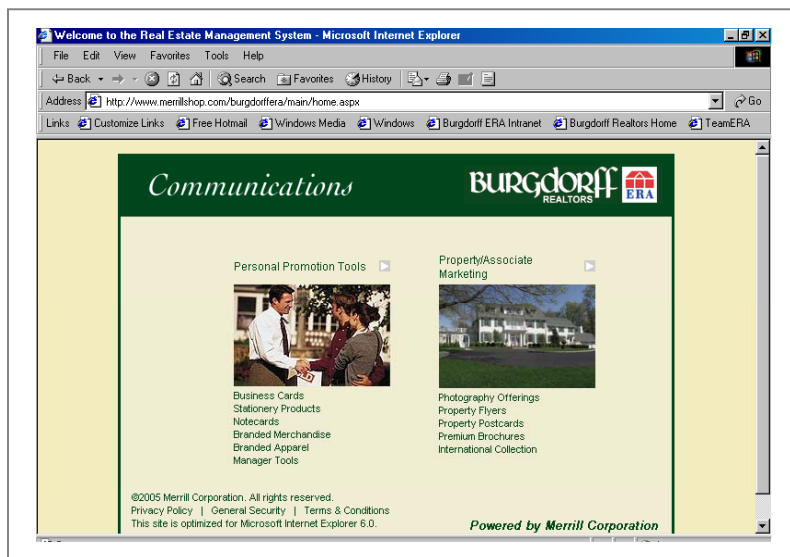 Welcome to the Real Estate Management System - Microsoft Internet Explorer
File Edit View Favorites Tools Help
Back Search Favorites History
Address http://www.merrillshop.com/burgdorffera/main/home.aspx Go
Links Customize Links Free Hotmail Windows Media Windows Burgdorff ERA Intranet Burgdorff Realtors Home TeamERA
Communications BURGDORFF
REALTORS ERA
Personal Promotion Tools
Property/Associate
Marketing
SOLD
Business Cards
Stationery Products
Notecards
Branded Merchandise
Branded Apparel
Manager Tools
Photography Offerings
Property Flyers
Property Postcards
Premium Brochures
International Collection
©2005 Merrill Corporation. All rights reserved.
Privacy Policy | General Security | Terms & Conditions
This site is optimized for Microsoft Internet Explorer 6.0.
Powered by Merrill Corporation